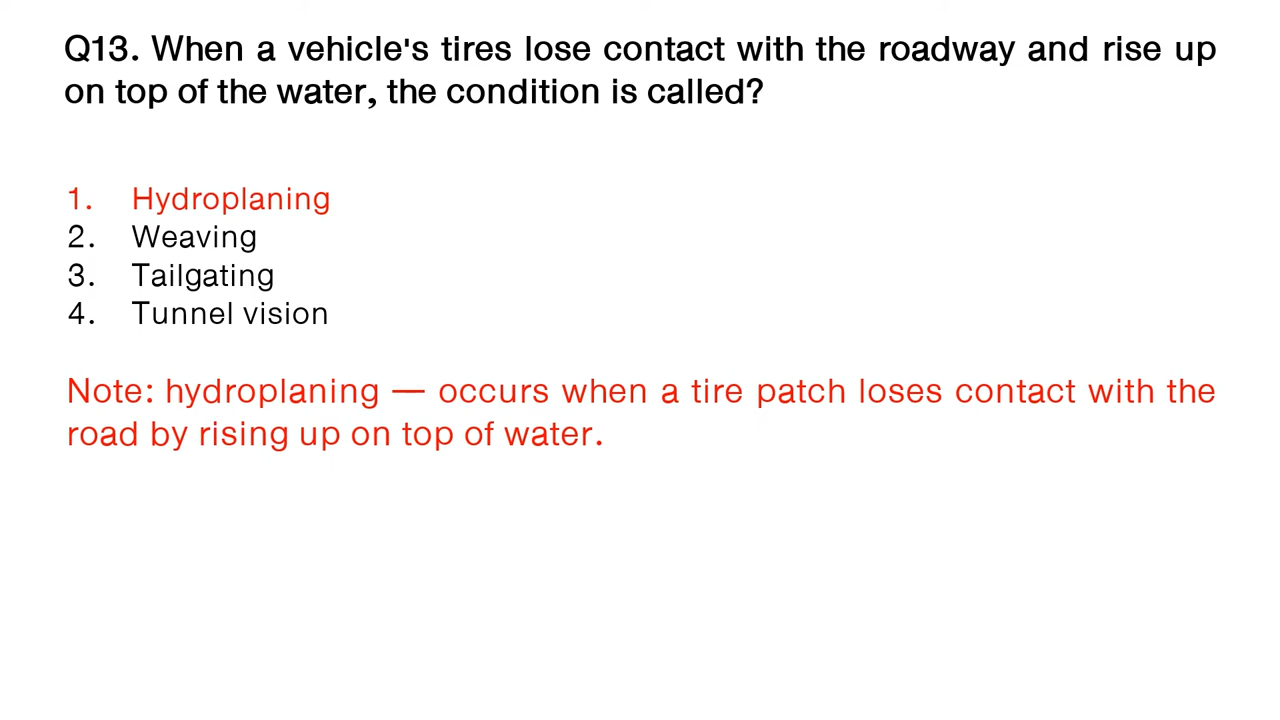 Q13. When a vehicle's tires lose contact with the roadway and rise up
on top of the water, the condition is called?
1. Hydroplaning
2. Weaving
3. Tailgating
4. Tunnel vision
Note: hydroplaning — occurs when a tire patch loses contact with the
road by rising up on top of water.